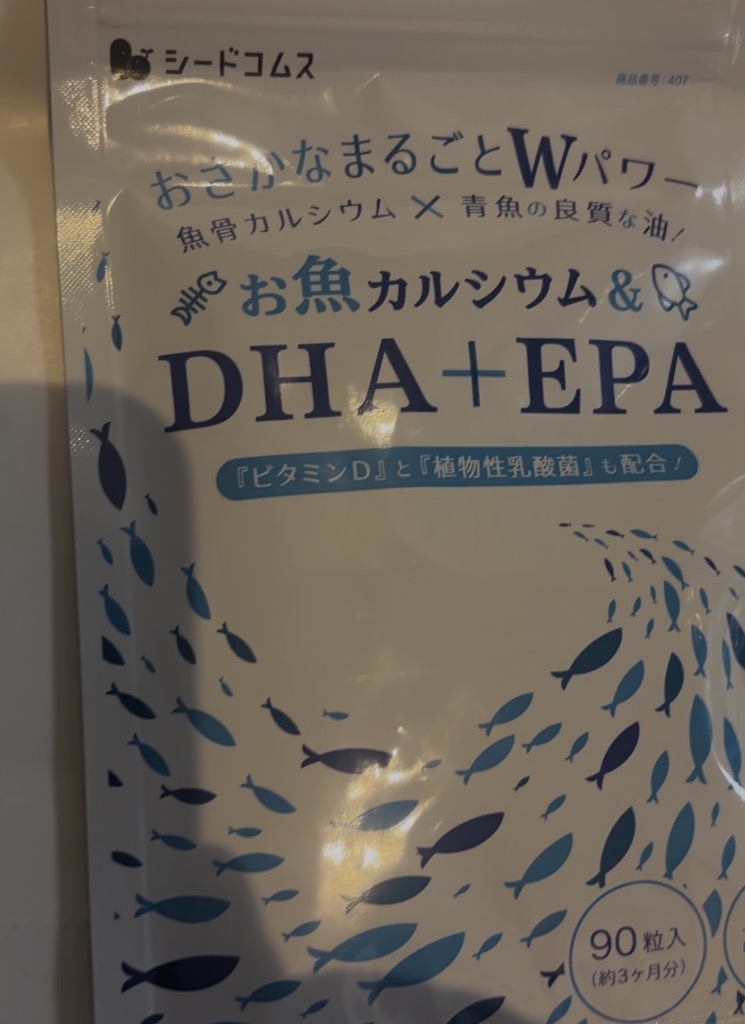 シードコムス
商品番号:407
おさかなまるごとWパワー
魚骨カルシウム×青魚の良質な油!
お魚カルシウム&
DHA+EPA
『ビタミンD』と『植物性乳酸菌』も配合!
90粒入
(約3ヶ月分)